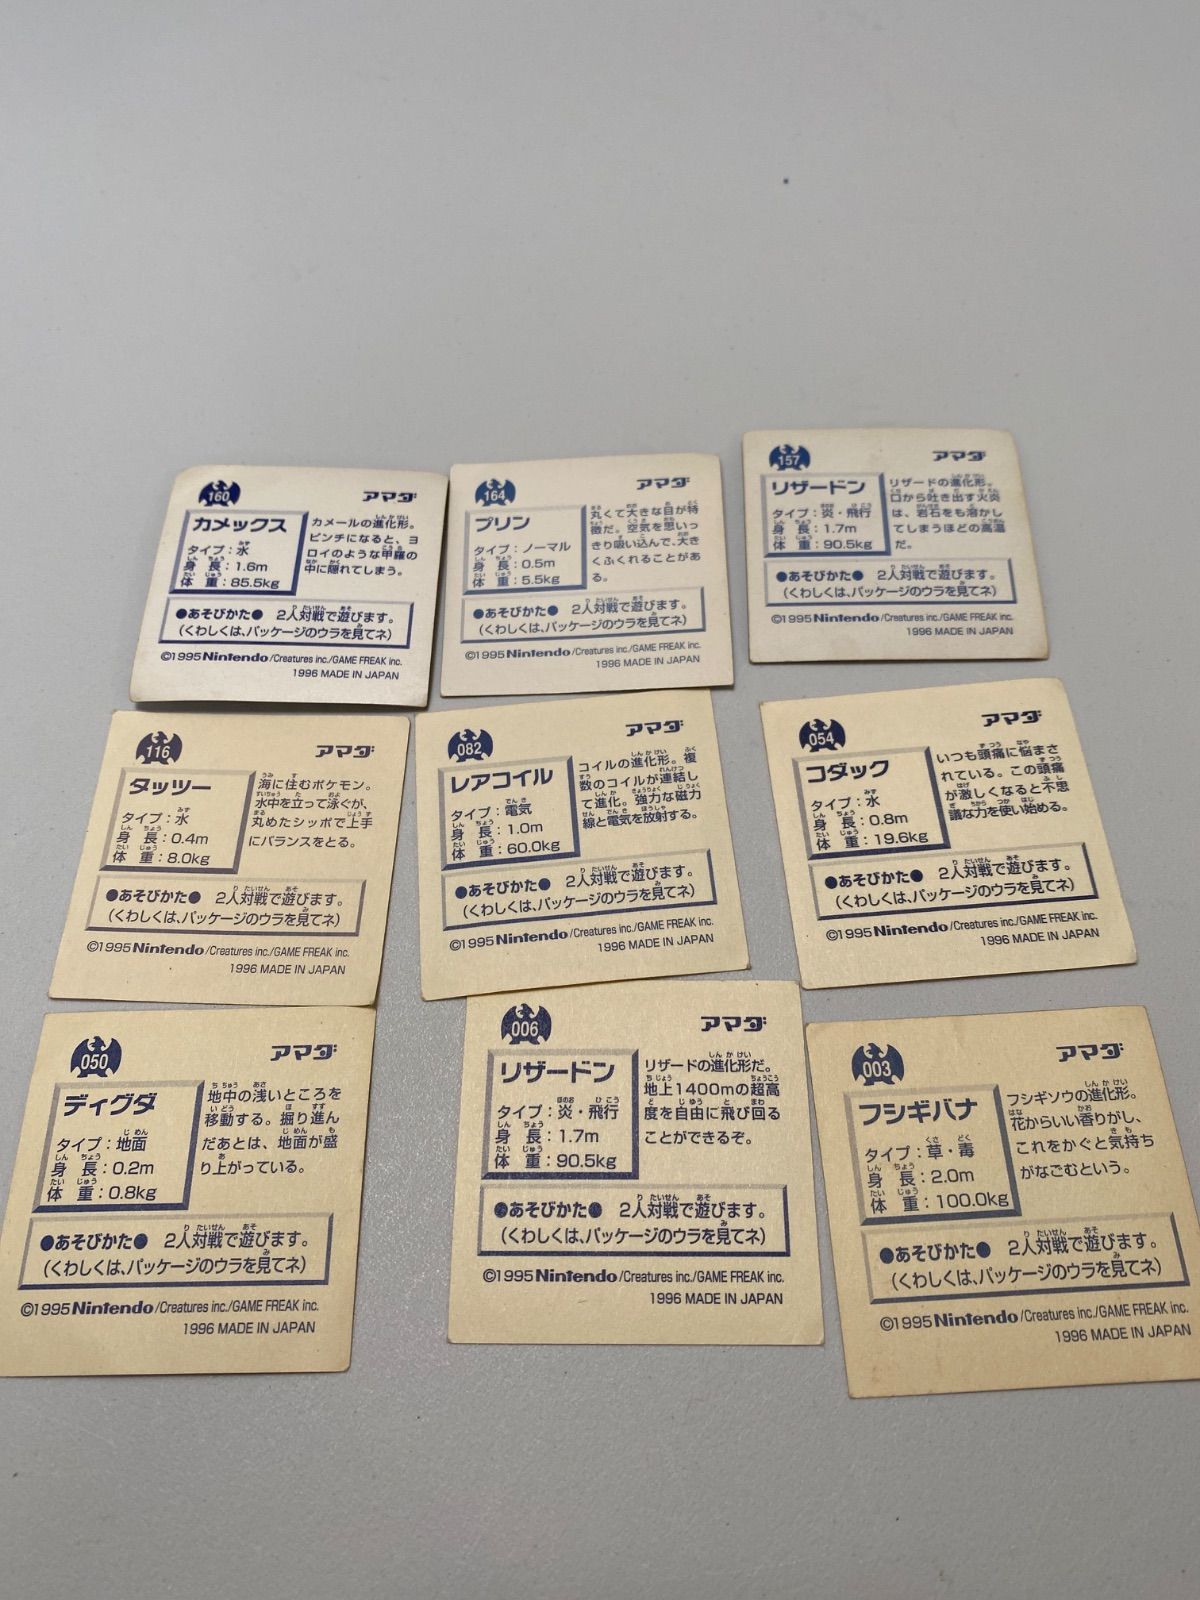 160
アマダ
カメックス
タイプ：水
身長：1.6m
体重：85.5kg
カメールの進化形。
ピンチになると、ヨ
ロイのような甲羅の
中に隠れてしまう。
●あそびかた● 2人対戦で遊びます。
(くわしくは､パッケージのウラを見てネ)
©1995 Nintendo/Creatures inc./GAME FREAK inc.
1996 MADE IN JAPAN
164
アマダ
プリン
タイプ：ノーマル
身長：0.5m
体重：5.5kg
丸くて大きな目が特
徴だ。空気を思いっ
きり吸い込んで、大き
くふくれることがあ
る。
●あそびかた● 2人対戦で遊びます。
(くわしくは､パッケージのウラを見てネ)
©1995 Nintendo/Creatures inc./GAME FREAK inc.
1996 MADE IN JAPAN
157
アマダ
リザードン
タイプ：炎・飛行
身長：1.7m
体重：90.5kg
リザードの進化形。
口から吐き出す火炎
は、岩石をも溶かし
てしまうほどの高温
だ。
●あそびかた● 2人対戦で遊びます。
(くわしくは､パッケージのウラを見てネ)
©1995 Nintendo/Creatures inc./GAME FREAK inc.
1996 MADE IN JAPAN
116
アマダ
タッツー
タイプ：水
身長：0.4m
体重：8.0kg
海に住むポケモン。
水中を立って泳ぐが、
丸めたシッポで上手
にバランスをとる。
●あそびかた● 2人対戦で遊びます。
(くわしくは､パッケージのウラを見てネ)
©1995 Nintendo/Creatures inc./GAME FREAK inc.
1996 MADE IN JAPAN
082
アマダ
レアコイル
タイプ：電気
身長：1.0m
体重：60.0kg
コイルの進化形。複
数のコイルが連結し
て進化。強力な磁力
線と電気を放射する。
●あそびかた● 2人対戦で遊びます。
(くわしくは､パッケージのウラを見てネ)
©1995 Nintendo/Creatures inc./GAME FREAK inc.
1996 MADE IN JAPAN
054
アマダ
コダック
タイプ：水
身長：0.8m
体重：19.6kg
いつも頭痛に悩まさ
れている。この頭痛
が激しくなると不思
議な力を使い始める。
●あそびかた● 2人対戦で遊びます。
(くわしくは､パッケージのウラを見てネ)
©1995 Nintendo/Creatures inc./GAME FREAK inc.
1996 MADE IN JAPAN
050
アマダ
ディグダ
タイプ：地面
身長：0.2m
体重：0.8kg
地中の浅いところを
移動する。掘り進ん
だあとは、地面が盛
り上がっている。
●あそびかた● 2人対戦で遊びます。
(くわしくは､パッケージのウラを見てネ)
©1995 Nintendo/Creatures inc./GAME FREAK inc.
1996 MADE IN JAPAN
006
アマダ
リザードン
タイプ：炎・飛行
身長：1.7m
体重：90.5kg
リザードの進化形だ。
地上1400mの超高
度を自由に飛び回る
ことができるぞ。
●あそびかた● 2人対戦で遊びます。
(くわしくは､パッケージのウラを見てネ)
©1995 Nintendo/Creatures inc./GAME FREAK inc.
1996 MADE IN JAPAN
003
アマダ
フシギバナ
タイプ：草・毒
身長：2.0m
体重：100.0kg
フシギソウの進化形。
花からいい香りがし、
これをかぐと気持ち
がなごむという。
●あそびかた● 2人対戦で遊びます。
(くわしくは､パッケージのウラを見てネ)
©1995 Nintendo/Creatures inc./GAME FREAK inc.
1996 MADE IN JAPAN